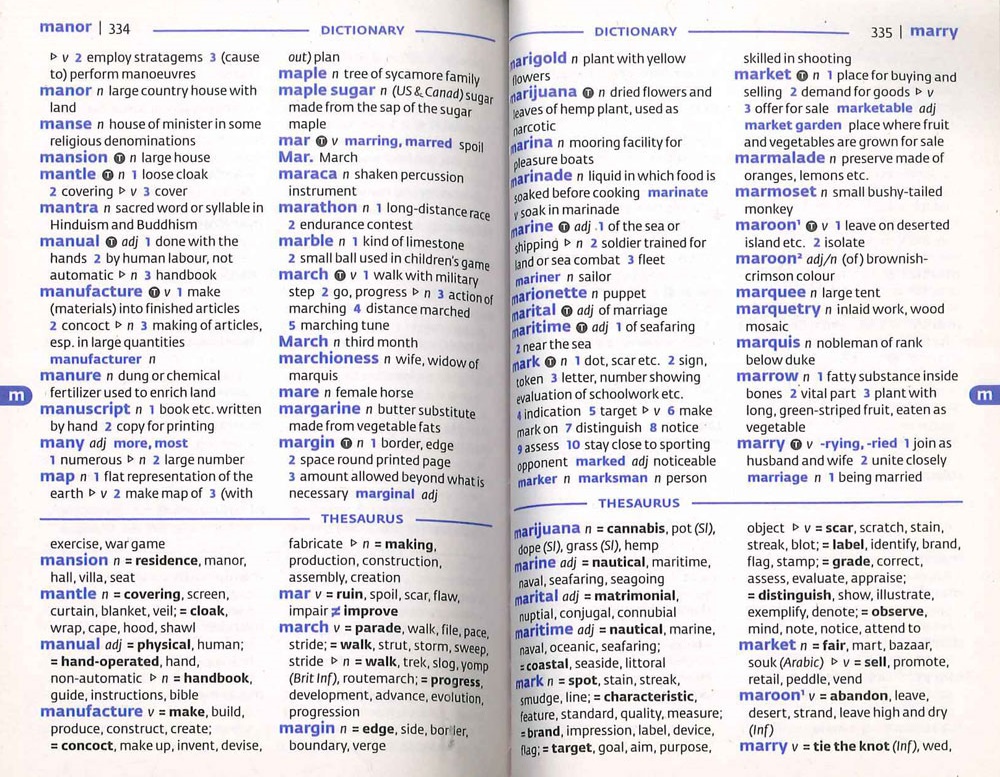 manor | 334
DICTIONARY
▷ v 2 employ stratagems 3 (cause
to) perform manoeuvres
manor n large country house with
land
manse n house of minister in some
religious denominations
mansion T n large house
mantle T n 1 loose cloak
2 covering ▷ v 3 cover
mantra n sacred word or syllable in
Hinduism and Buddhism
manual T adj 1 done with the
hands 2 by human labour, not
automatic ▷ n 3 handbook
manufacture T v 1 make
(materials) into finished articles
2 concoct ▷ n 3 making of articles,
esp. in large quantities
manufacturer n
manure n dung or chemical
fertilizer used to enrich land
manuscript n 1 book etc. written
by hand 2 copy for printing
many adj more, most
1 numerous ▷ n 2 large number
map n 1 flat representation of the
earth ▷ v 2 make map of 3 (with
out) plan
maple n tree of sycamore family
maple sugar n (US & Canad) sugar
made from the sap of the sugar
maple
mar T v marring, marred spoil
Mar. March
maraca n shaken percussion
instrument
marathon n 1 long-distance race
2 endurance contest
marble n 1 kind of limestone
2 small ball used in children's game
march T v 1 walk with military
step 2 go, progress ▷ n 3 action of
marching 4 distance marched
5 marching tune
March n third month
marchioness n wife, widow of
marquis
mare n female horse
margarine n butter substitute
made from vegetable fats
margin T n 1 border, edge
2 space round printed page
3 amount allowed beyond what is
necessary marginal adj
THESAURUS
exercise, war game
mansion n = residence, manor,
hall, villa, seat
mantle n = covering, screen,
curtain, blanket, veil; = cloak,
wrap, cape, hood, shawl
manual adj = physical, human;
= hand-operated, hand,
non-automatic ▷ n = handbook,
guide, instructions, bible
manufacture v = make, build,
produce, construct, create;
= concoct, make up, invent, devise,
fabricate ▷ n = making,
production, construction,
assembly, creation
mar v = ruin, spoil, scar, flaw,
impair ≠ improve
march v = parade, walk, file, pace,
stride; = walk, strut, storm, sweep,
stride ▷ n = walk, trek, slog, yomp
(Brit Inf), routemarch; = progress,
development, advance, evolution,
progression
margin n = edge, side, border,
boundary, verge
m
DICTIONARY
335 | marry
marigold n plant with yellow
flowers
marijuana T n dried flowers and
leaves of hemp plant, used as
narcotic
marina n mooring facility for
pleasure boats
marinade n liquid in which food is
soaked before cooking marinate
v soak in marinade
marine T adj 1 of the sea or
shipping ▷ n 2 soldier trained for
land or sea combat 3 fleet
mariner n sailor
marionette n puppet
marital T adj of marriage
maritime T adj 1 of seafaring
2 near the sea
mark T n 1 dot, scar etc. 2 sign,
token 3 letter, number showing
evaluation of schoolwork etc.
4 indication 5 target ▷ v 6 make
mark on 7 distinguish 8 notice
9 assess 10 stay close to sporting
opponent marked adj noticeable
marker n marksman n person
skilled in shooting
market T n 1 place for buying and
selling 2 demand for goods ▷ v
3 offer for sale marketable adj
market garden place where fruit
and vegetables are grown for sale
marmalade n preserve made of
oranges, lemons etc.
marmoset n small bushy-tailed
monkey
maroon¹ T v 1 leave on deserted
island etc. 2 isolate
maroon² adj/n (of) brownish-
crimson colour
marquee n large tent
marquetry n inlaid work, wood
mosaic
marquis n nobleman of rank
below duke
marrow n 1 fatty substance inside
bones 2 vital part 3 plant with
long, green-striped fruit, eaten as
vegetable
marry T v -rying, -ried 1 join as
husband and wife 2 unite closely
marriage n 1 being married
THESAURUS
marijuana n = cannabis, pot (Sl),
dope (Sl), grass (Sl), hemp
marine adj = nautical, maritime,
naval, seafaring, seagoing
marital adj = matrimonial,
nuptial, conjugal, connubial
maritime adj = nautical, marine,
naval, oceanic, seafaring;
= coastal, seaside, littoral
mark n = spot, stain, streak,
smudge, line; = characteristic,
feature, standard, quality, measure;
= brand, impression, label, device,
flag; = target, goal, aim, purpose,
object ▷ v = scar, scratch, stain,
streak, blot; = label, identify, brand,
flag, stamp; = grade, correct,
assess, evaluate, appraise;
= distinguish, show, illustrate,
exemplify, denote; = observe,
mind, note, notice, attend to
market n = fair, mart, bazaar,
souk (Arabic) ▷ v = sell, promote,
retail, peddle, vend
maroon¹ v = abandon, leave,
desert, strand, leave high and dry
(Inf)
marry v = tie the knot (Inf), wed,
m